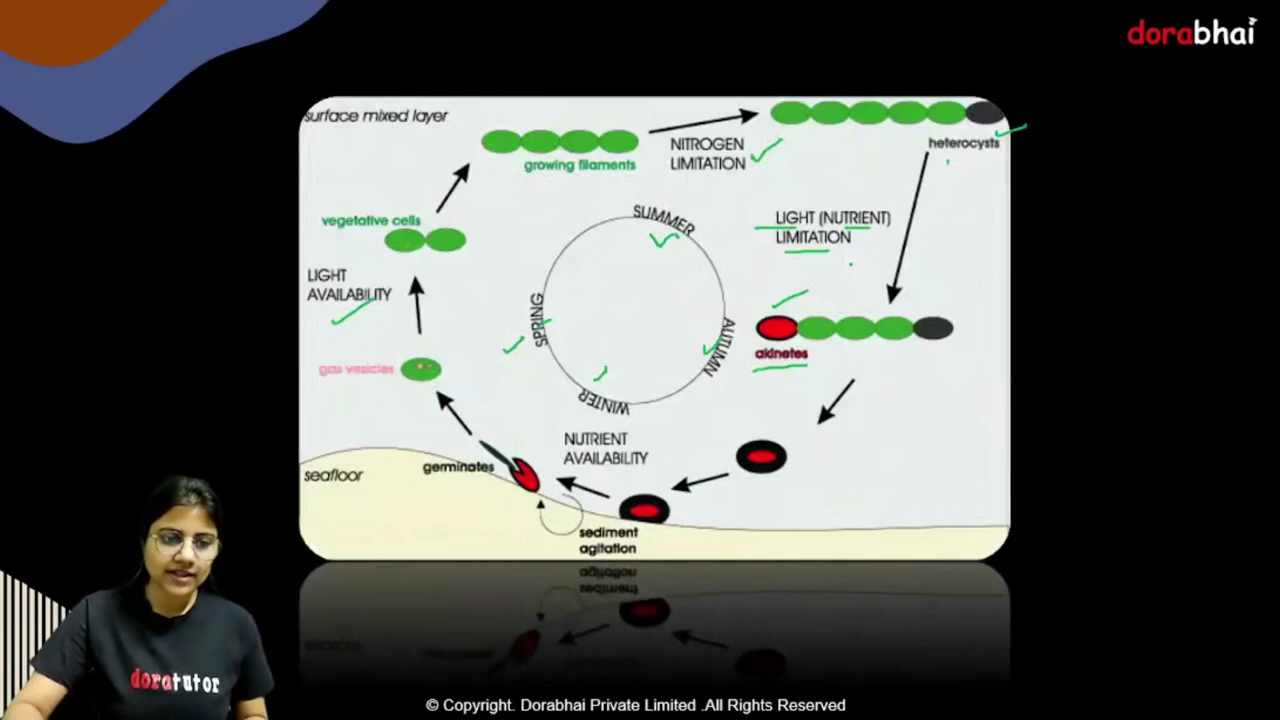 dorabhai
surface mixed layer
growing filaments
NITROGEN
LIMITATION
heterocysts
vegetative cells
SUMMER
LIGHT (NUTRIENT)
LIMITATION
LIGHT
AVAILABILITY
SPRING
AUTUMN
akinetes
gas vesicles
WINTER
NUTRIENT
AVAILABILITY
germinates
seafloor
sediment
agitation
doratutor
© Copyright. Dorabhai Private Limited .All Rights Reserved